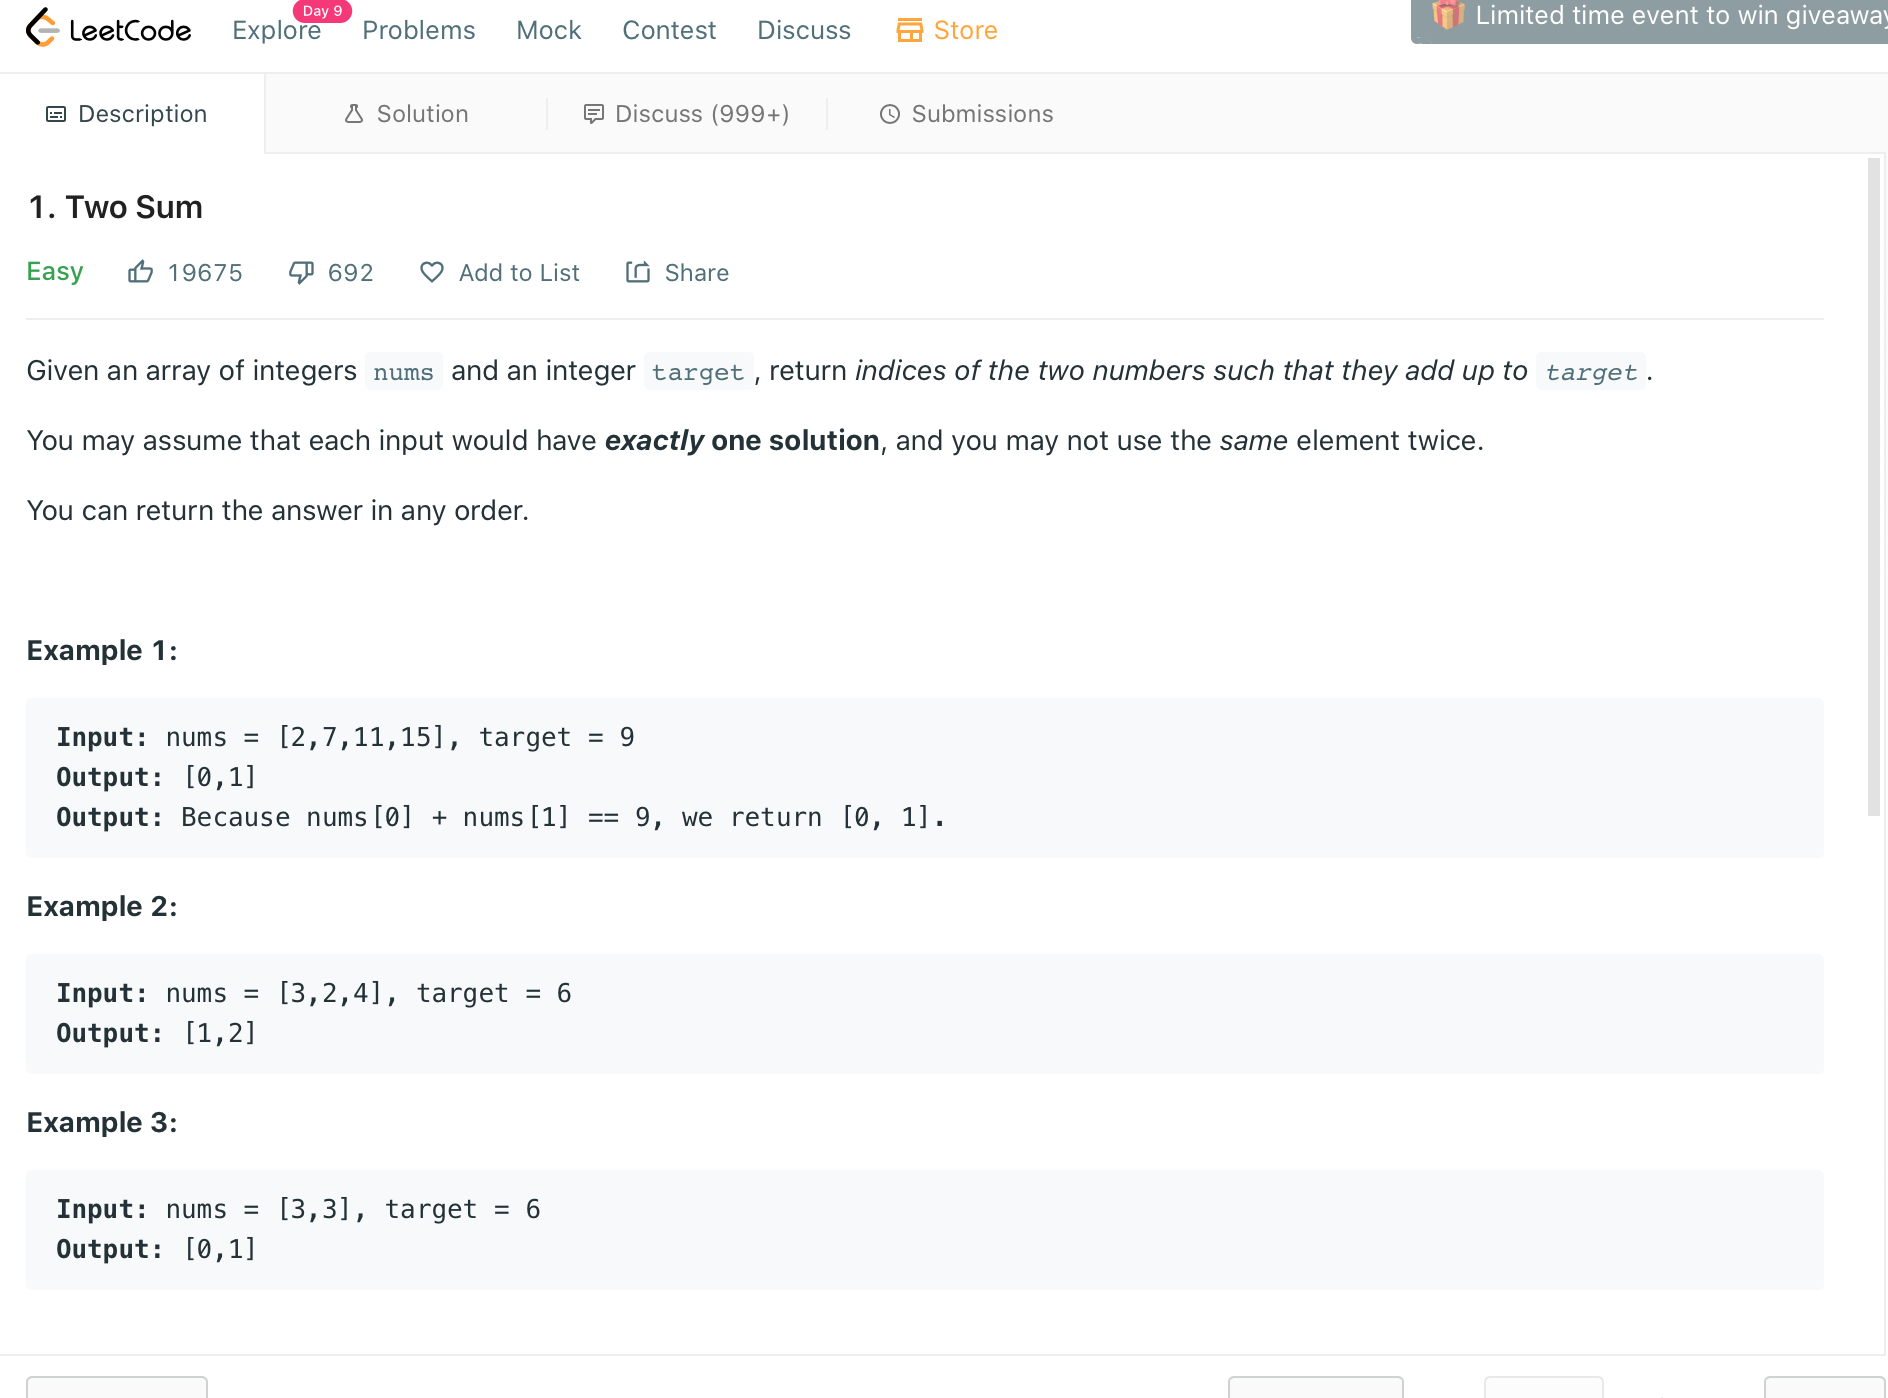 LeetCode Explore Day 9 Problems Mock Contest Discuss Store
Limited time event to win giveaway
Description Solution Discuss (999+) Submissions
1. Two Sum
Easy 19675 692 Add to List Share
Given an array of integers nums and an integer target, return indices of the two numbers such that they add up to target.
You may assume that each input would have exactly one solution, and you may not use the same element twice.
You can return the answer in any order.
Example 1:
Input: nums = [2,7,11,15], target = 9
Output: [0,1]
Output: Because nums[0] + nums[1] == 9, we return [0, 1].
Example 2:
Input: nums = [3,2,4], target = 6
Output: [1,2]
Example 3:
Input: nums = [3,3], target = 6
Output: [0,1]